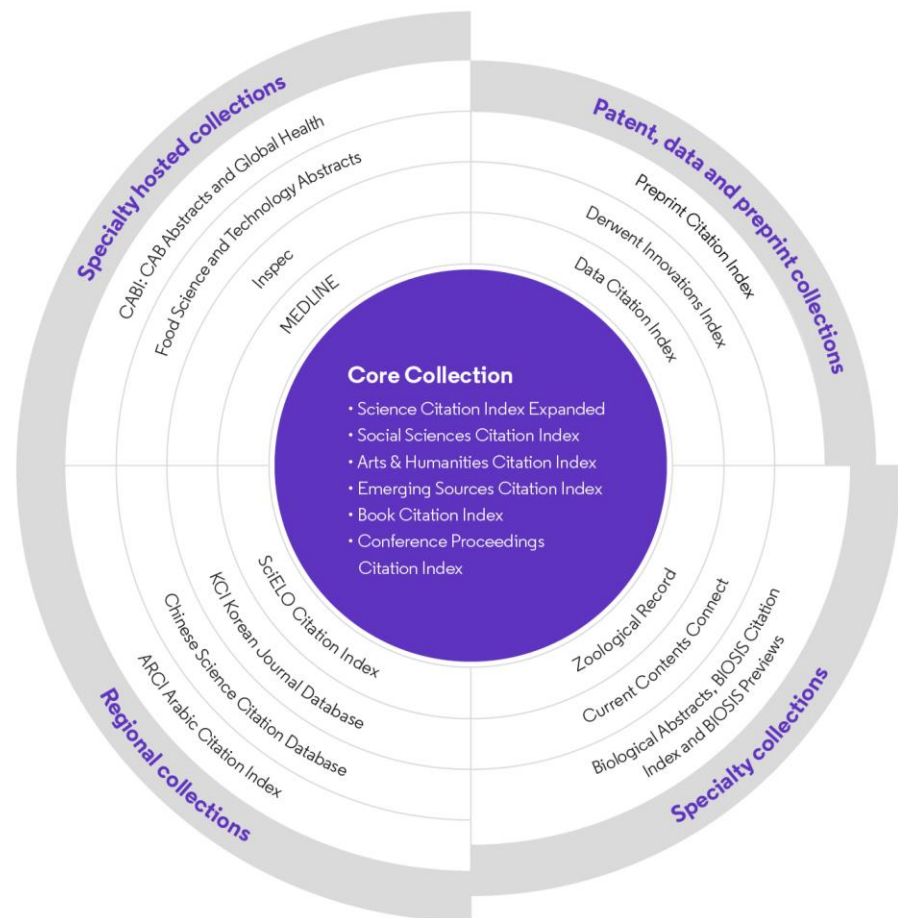 Specialty hosted collections
CABI: CAB Abstracts and Global Health
Food Science and Technology Abstracts
Inspec
MEDLINE
Patent, data and preprint collections
Preprint Citation Index
Derwent Innovations Index
Data Citation Index
Core Collection
• Science Citation Index Expanded
• Social Sciences Citation Index
• Arts & Humanities Citation Index
• Emerging Sources Citation Index
• Book Citation Index
• Conference Proceedings
Citation Index
SciELO Citation Index
KCI Korean Journal Database
Chinese Science Citation Database
ARCI Arabic Citation Index
Regional collections
Zoological Record
Current Contents Connect
Biological Abstracts, BIOSIS Citation
Index and BIOSIS Previews
Specialty collections